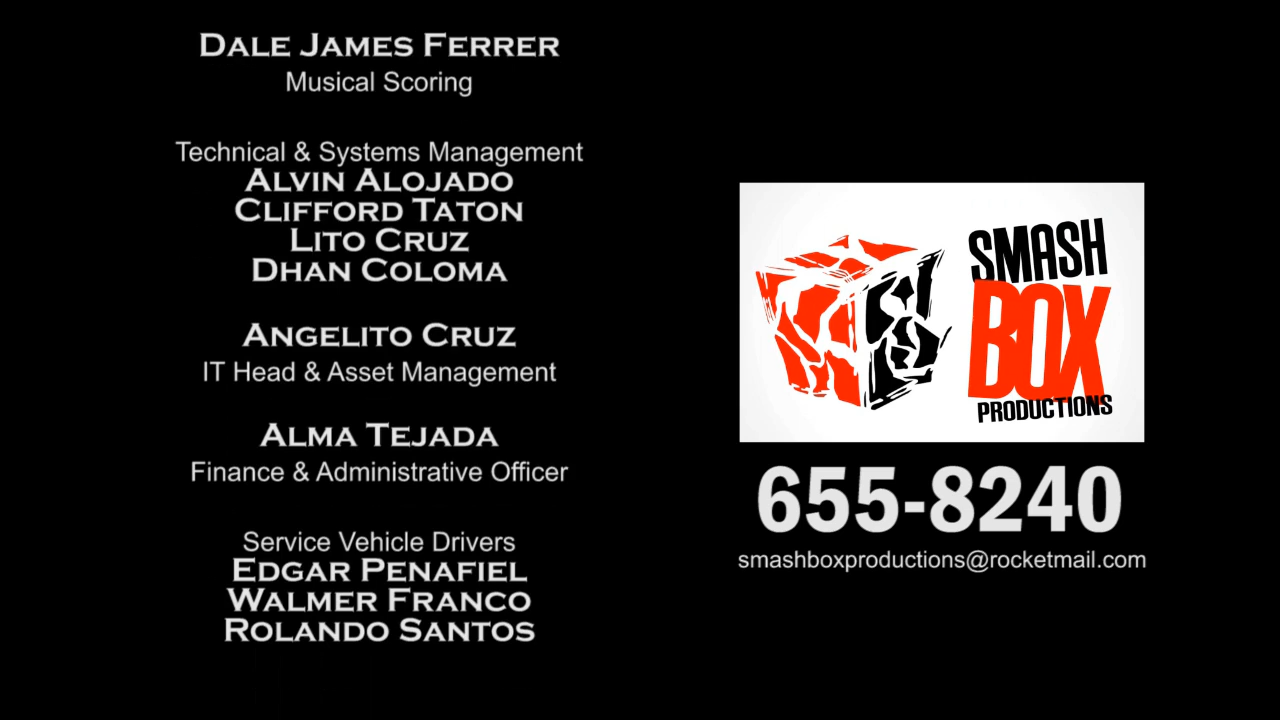 DALE JAMES FERRER
Musical Scoring
Technical & Systems Management
ALVIN ALOJADO
CLIFFORD TATON
LITO CRUZ
DHAN COLOMA
ANGELITO CRUZ
IT Head & Asset Management
ALMA TEJADA
Finance & Administrative Officer
Service Vehicle Drivers
EDGAR PENAFIEL
WALMER FRANCO
ROLANDO SANTOS
SMASH
BOX
PRODUCTIONS
655-8240
smashboxproductions@rocketmail.com